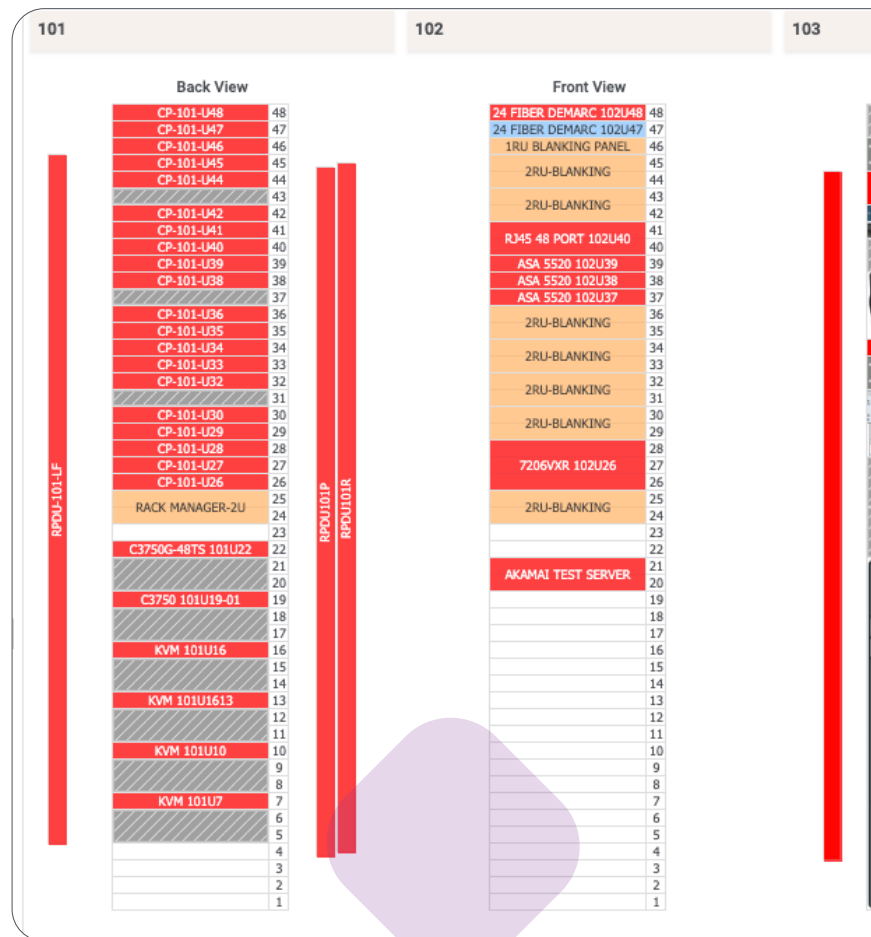 101
102
103
Back View
Front View
CP-101-U48 48
CP-101-U47 47
CP-101-U46 46
CP-101-U45 45
CP-101-U44 44
43
CP-101-U42 42
CP-101-U41 41
CP-101-U40 40
CP-101-U39 39
CP-101-U38 38
37
CP-101-U36 36
CP-101-U35 35
CP-101-U34 34
CP-101-U33 33
CP-101-U32 32
31
CP-101-U30 30
CP-101-U29 29
CP-101-U28 28
CP-101-U27 27
CP-101-U26 26
RACK MANAGER-2U
25
24
23
C3750G-48TS 101U22 22
21
20
C3750 101U19-01 19
18
17
KVM 101U16 16
15
14
KVM 101U1613 13
12
11
KVM 101U10 10
9
8
KVM 101U7 7
6
5
4
3
2
1
RPDU-101-LF
RPDU101P
RPDU101R
24 FIBER DEMARC 102U48 48
24 FIBER DEMARC 102U47 47
1RU BLANKING PANEL 46
2RU-BLANKING
45
44
2RU-BLANKING
43
42
RJ45 48 PORT 102U40
41
40
ASA 5520 102U39 39
ASA 5520 102U38 38
ASA 5520 102U37 37
2RU-BLANKING
36
35
2RU-BLANKING
34
33
2RU-BLANKING
32
31
2RU-BLANKING
30
29
7206VXR 102U26
28
27
26
2RU-BLANKING
25
24
23
22
AKAMAI TEST SERVER
21
20
19
18
17
16
15
14
13
12
11
10
9
8
7
6
5
4
3
2
1